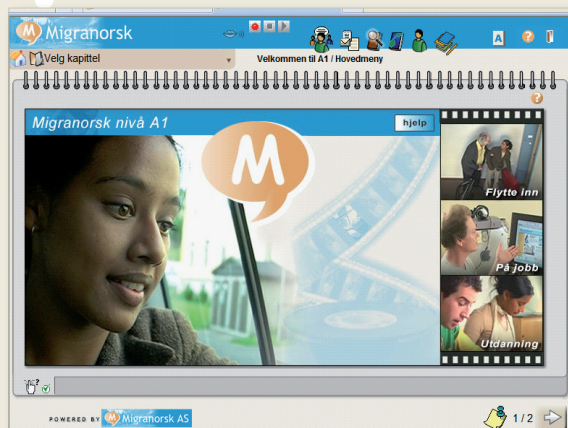 Migranorsk
A
?
Velg kapittel
Velkommen til A1 / Hovedmeny
?
Migranorsk nivå A1
hjelp
M
Flytte inn
På jobb
Utdanning
POWERED BY Migranorsk AS
1 / 2